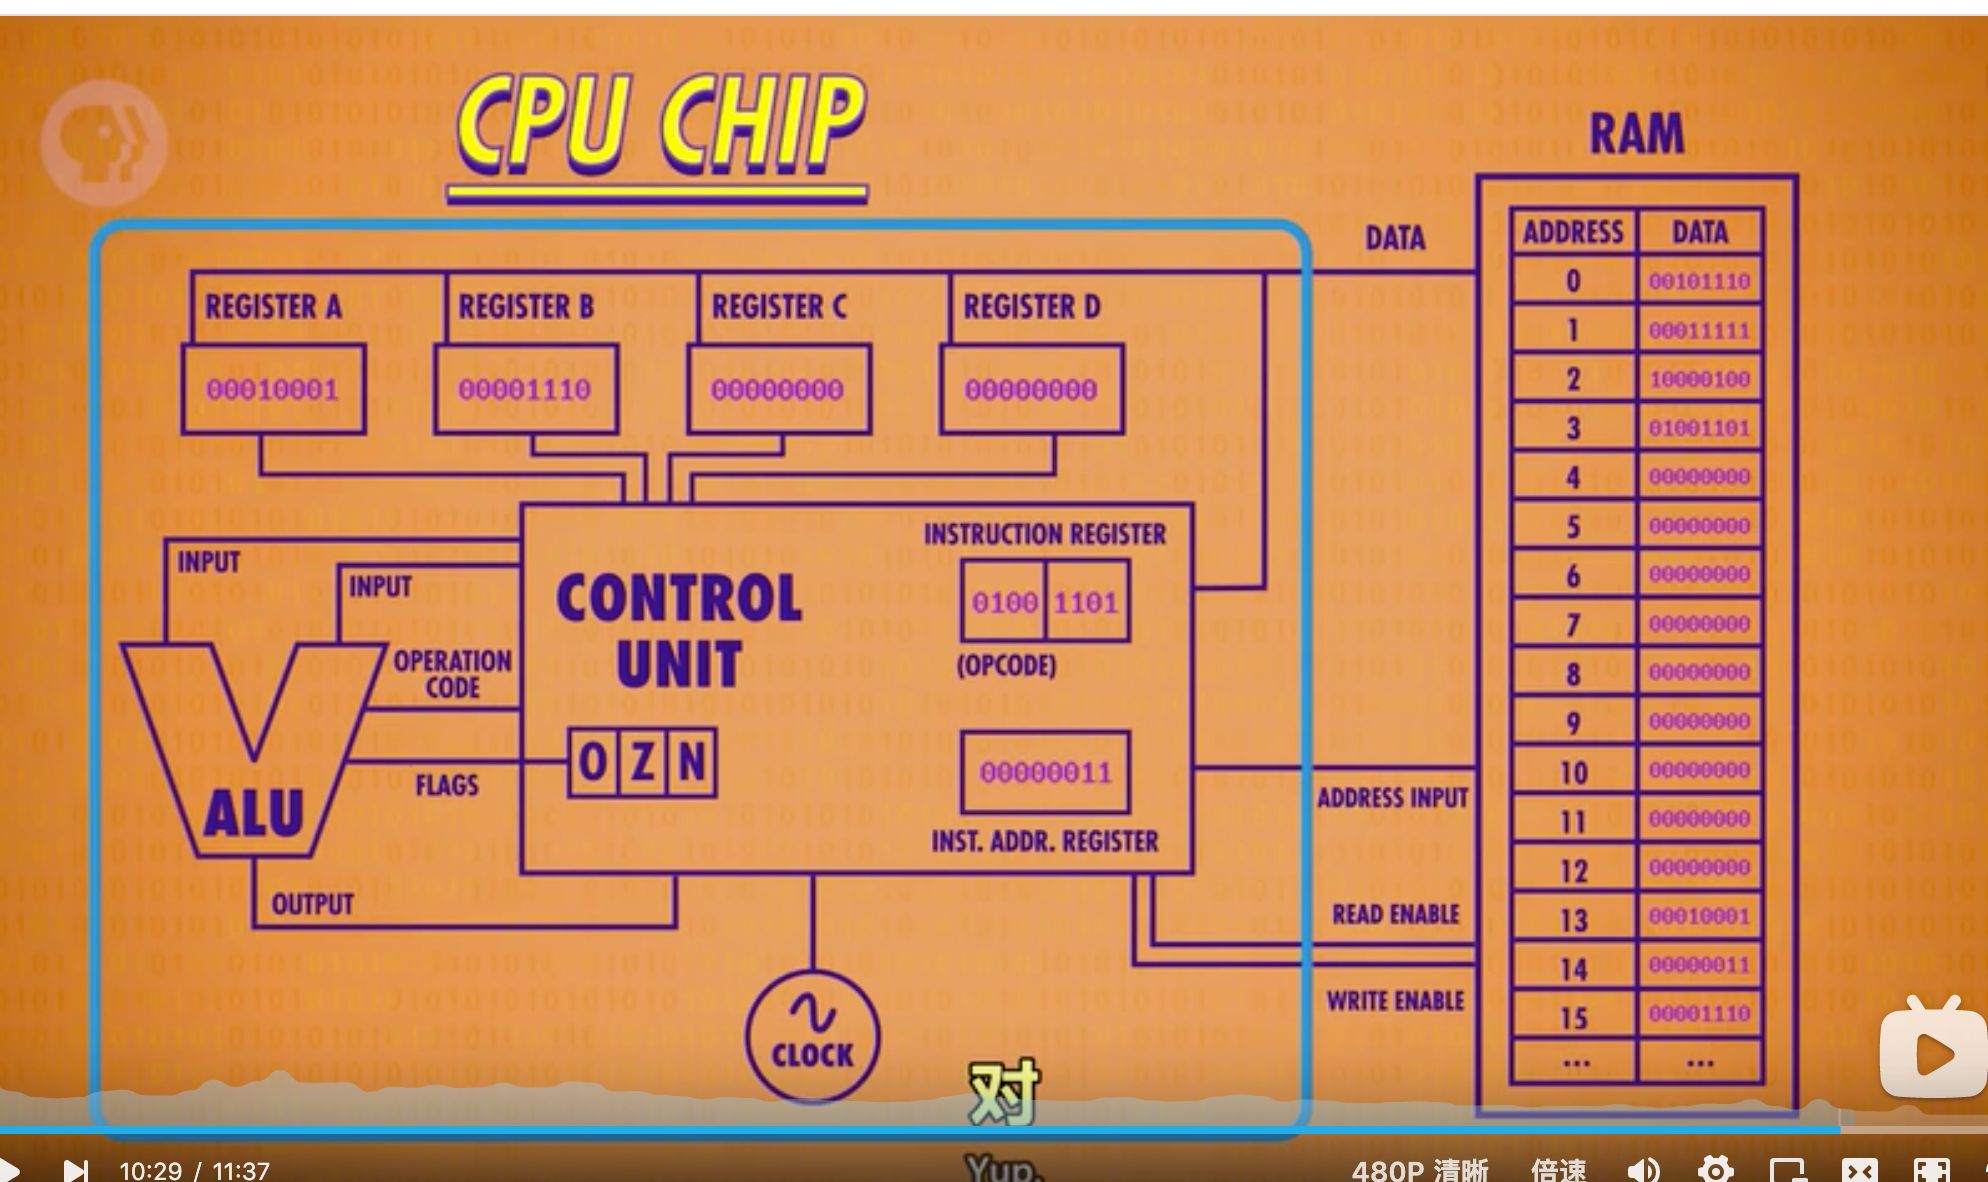 CPU CHIP
RAM
DATA
ADDRESS DATA
0 00101110
1 00011111
2 10000100
3 01001101
4 00000000
5 00000000
6 00000000
7 00000000
8 00000000
9 00000000
10 00000000
11 00000000
12 00000000
13 00010001
14 00000011
15 00001110
... ...
REGISTER A
00010001
REGISTER B
00001110
REGISTER C
00000000
REGISTER D
00000000
INPUT
INPUT
OPERATION
CODE
FLAGS
ALU
OUTPUT
CONTROL
UNIT
O Z N
INSTRUCTION REGISTER
0100 1101
(OPCODE)
00000011
INST. ADDR. REGISTER
ADDRESS INPUT
READ ENABLE
WRITE ENABLE
CLOCK
对
Yup.
10:29 / 11:37
480P 清晰
倍速